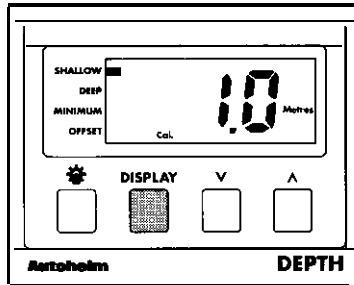 SHALLOW
DEEP
MINIMUM
OFFSET
1.0
Metres
Cal.
DISPLAY
Autohelm
DEPTH